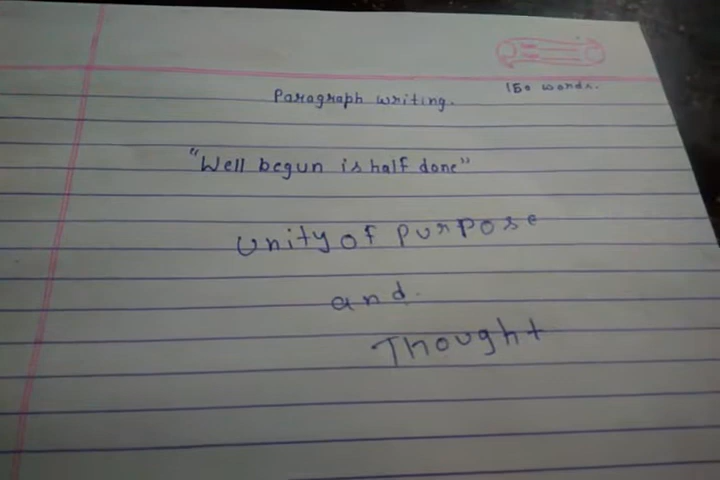 Paragraph writing.
150 words.
"Well begun is half done"
Unity of purpose
and.
Thought